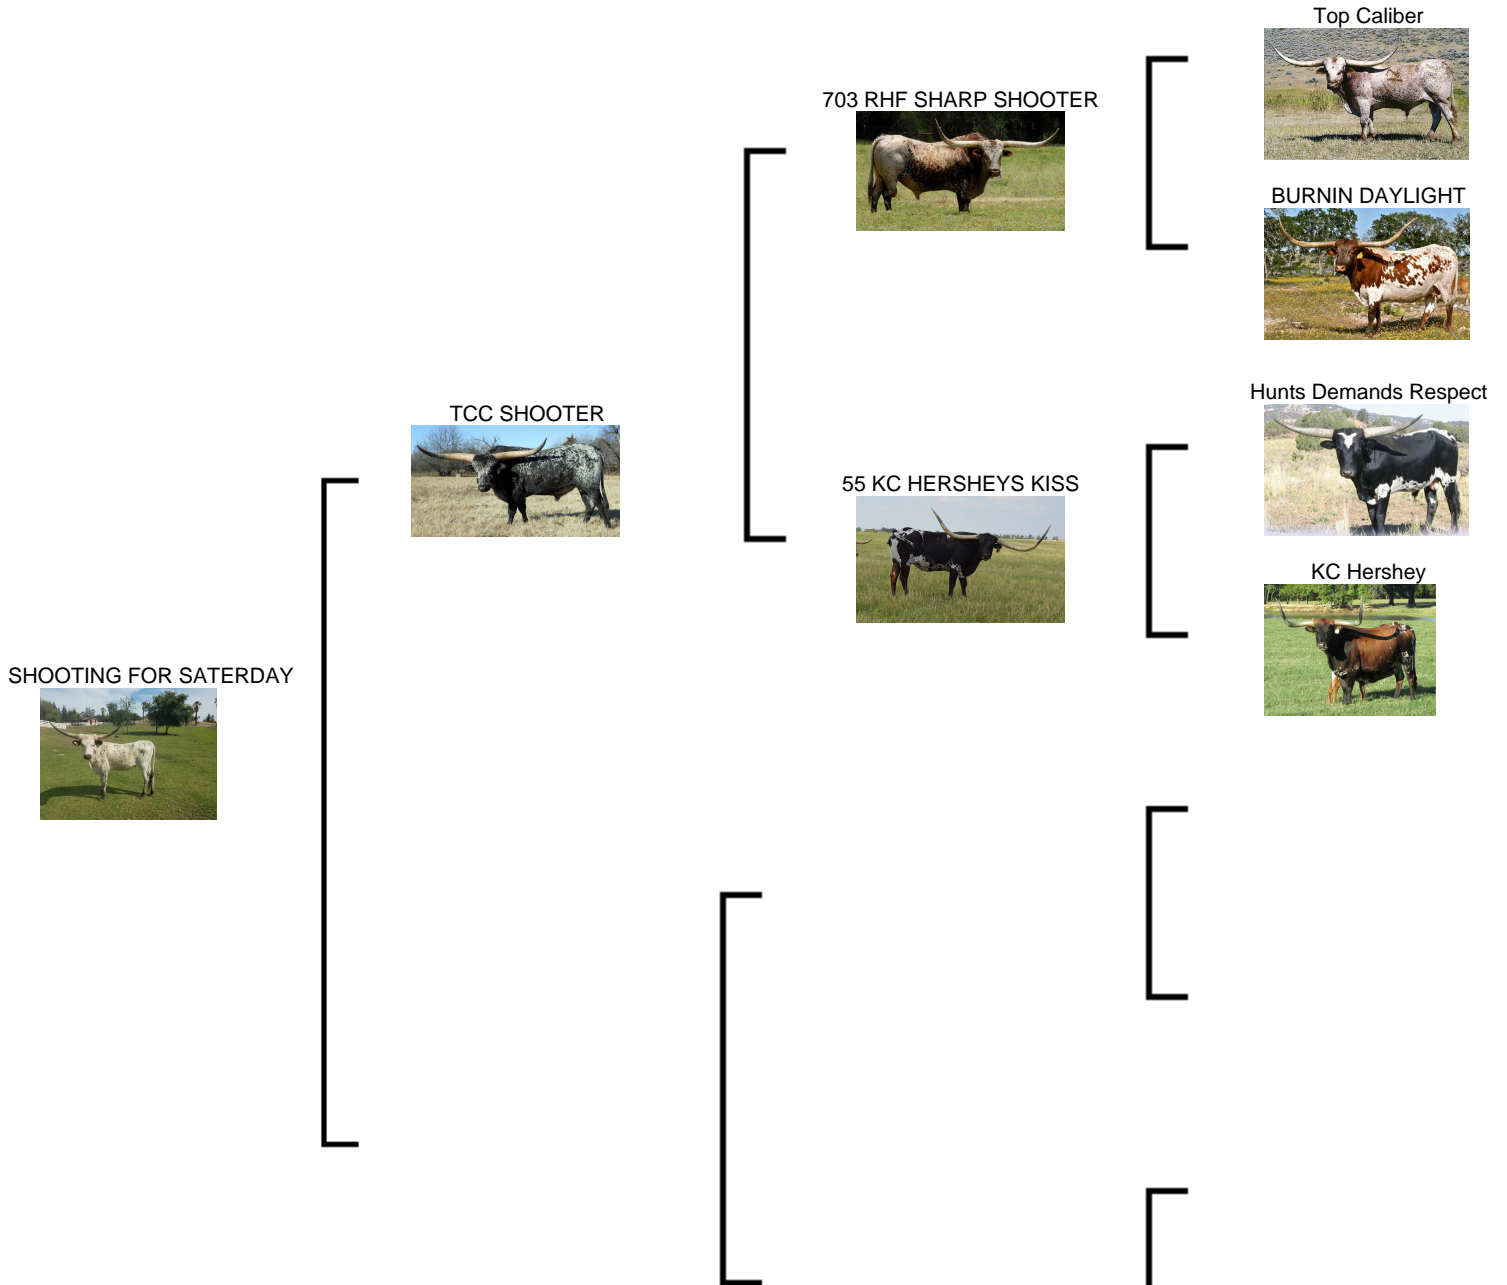 Top Caliber
703 RHF SHARP SHOOTER
BURNIN DAYLIGHT
Hunts Demands Respect
TCC SHOOTER
55 KC HERSHEYS KISS
KC Hershey
SHOOTING FOR SATERDAY